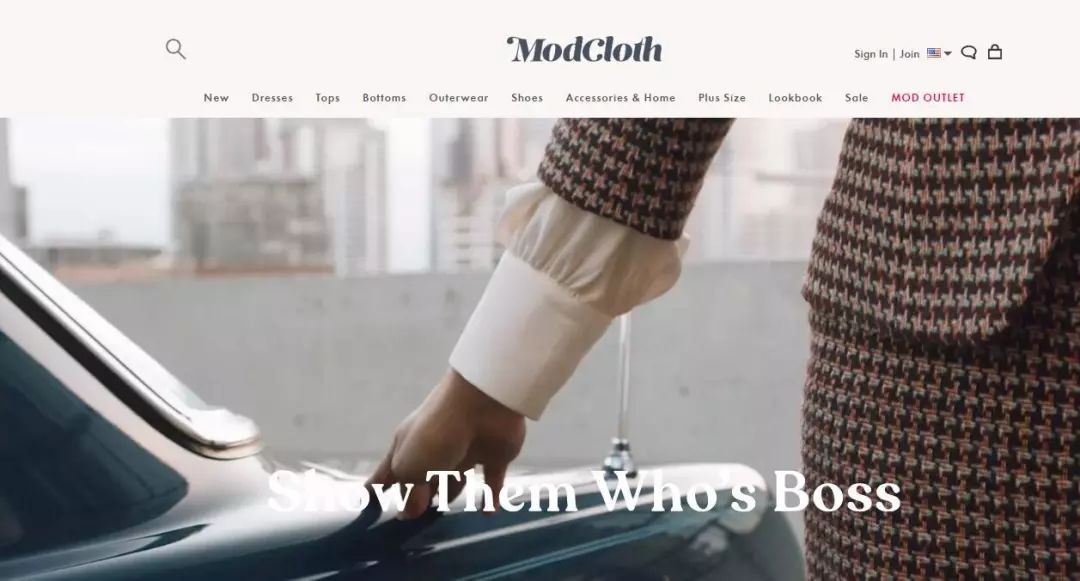 ModCloth
Sign In | Join
New Dresses Tops Bottoms Outerwear Shoes Accessories & Home Plus Size Lookbook Sale MOD OUTLET
Show Them Who's Boss